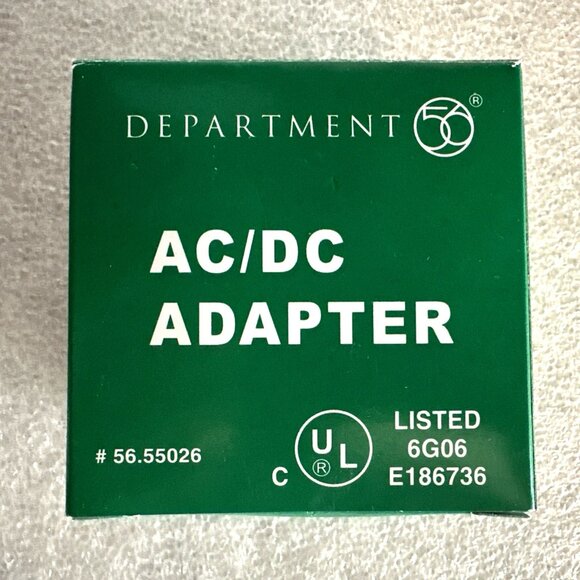 DEPARTMENT 56®
AC/DC
ADAPTER
# 56.55026
C UL®
LISTED
6G06
E186736